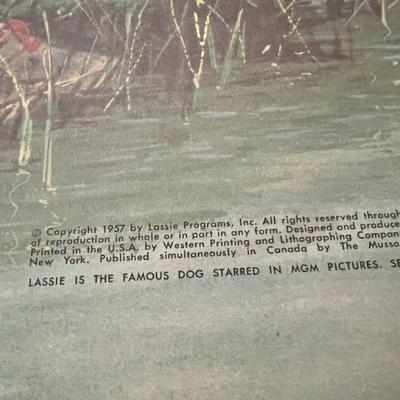 © Copyright 1957 by Lassie Programs, Inc. All rights reserved through
of reproduction in whole or in part in any form. Designed and produce
Printed in the U.S.A. by Western Printing and Lithographing Compan
New York. Published simultaneously in Canada by The Musso
LASSIE IS THE FAMOUS DOG STARRED IN MGM PICTURES. SE